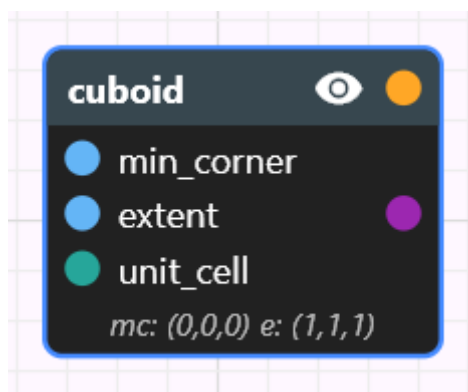 cuboid
min_corner
extent
unit_cell
mc: (0,0,0) e: (1,1,1)